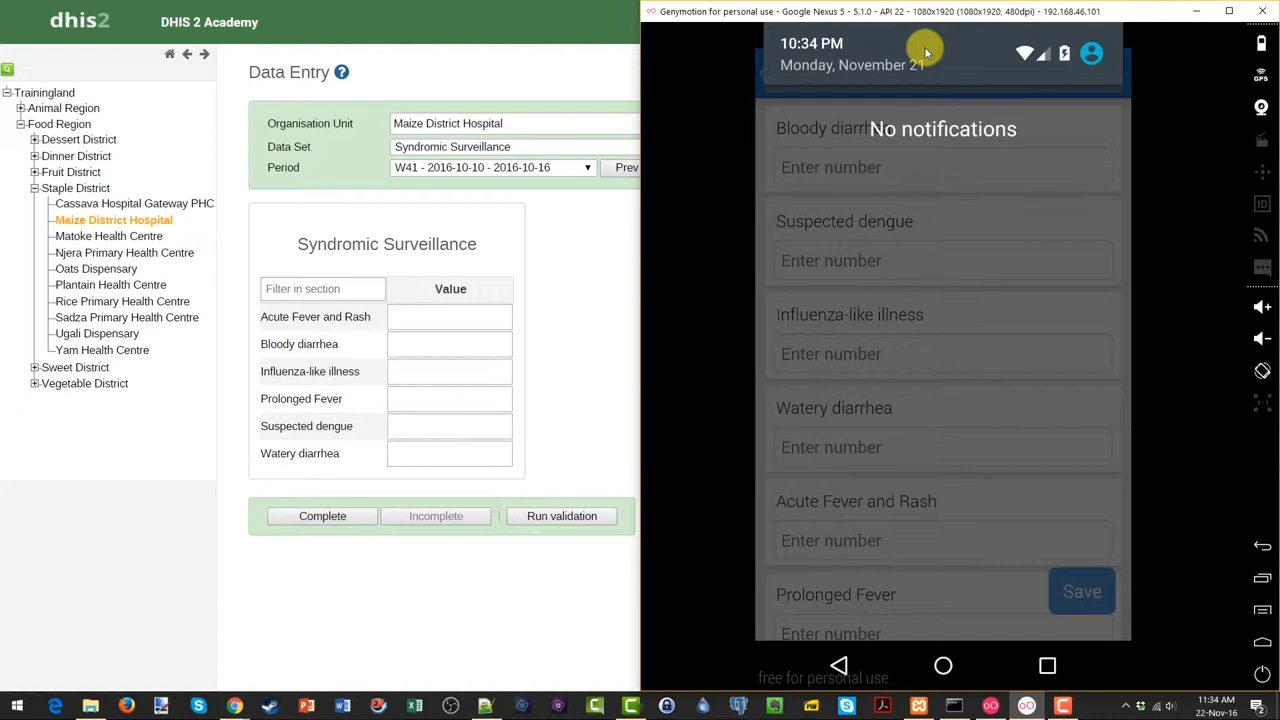 dhis2
DHIS 2 Academy
Trainingland
Animal Region
Food Region
Dessert District
Dinner District
Fruit District
Staple District
Cassava Hospital Gateway PHC
Maize District Hospital
Matoke Health Centre
Njera Primary Health Centre
Oats Dispensary
Plantain Health Centre
Rice Primary Health Centre
Sadza Primary Health Centre
Ugali Dispensary
Yam Health Centre
Sweet District
Vegetable District
Data Entry ?
Organisation Unit
Maize District Hospital
Data Set
Syndromic Surveillance
Period
W41 - 2016-10-10 - 2016-10-16
Prev
Syndromic Surveillance
Filter in section
Value
Acute Fever and Rash
Bloody diarrhea
Influenza-like illness
Prolonged Fever
Suspected dengue
Watery diarrhea
Complete
Incomplete
Run validation
Genymotion for personal use - Google Nexus 5 - 5.1.0 - API 22 - 1080x1920 (1080x1920, 480dpi) - 192.168.46.101
10:34 PM
Monday, November 21
No notifications
Bloody diarrhea
Enter number
Suspected dengue
Enter number
Influenza-like illness
Enter number
Watery diarrhea
Enter number
Acute Fever and Rash
Enter number
Prolonged Fever
Save
Enter number
free for personal use
GPS
ID
11:34 AM
22-Nov-16
2